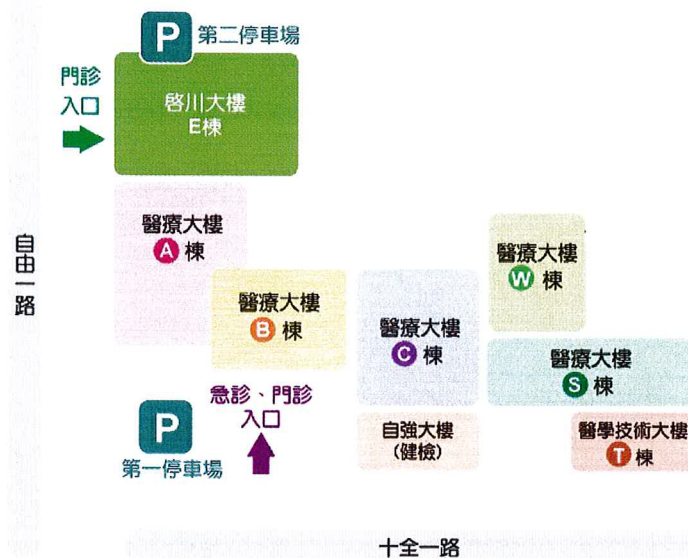 P 第二停車場
門診
入口
啓川大樓
E棟
醫療大樓
A 棟
自由一路
醫療大樓
B 棟
醫療大樓
C 棟
醫療大樓
W 棟
醫療大樓
S 棟
急診、門診
入口
P
第一停車場
自強大樓
(健檢)
醫學技術大樓
T 棟
十全一路